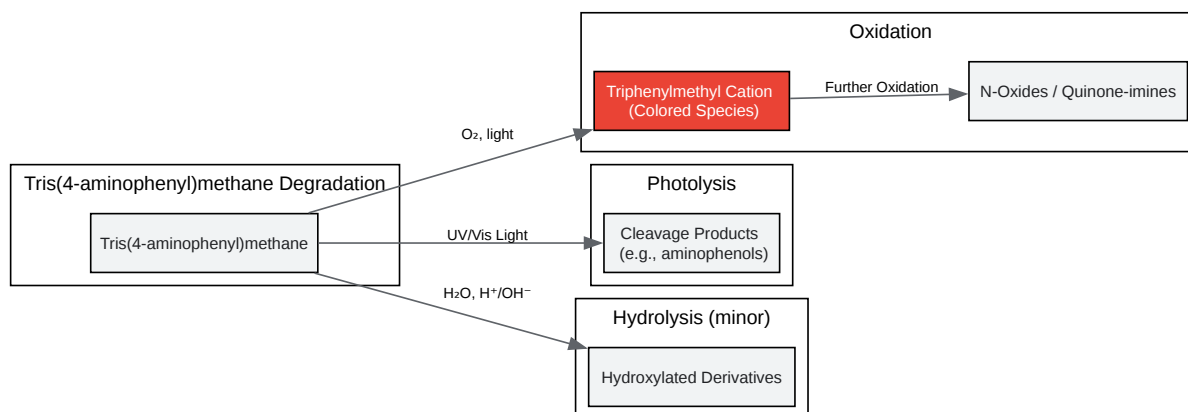 Oxidation
Triphenylmethyl Cation
(Colored Species)
Further Oxidation
N-Oxides / Quinone-imines
O₂, light
Tris(4-aminophenyl)methane Degradation
Tris(4-aminophenyl)methane
UV/Vis Light
Photolysis
Cleavage Products
(e.g., aminophenols)
H₂O, H⁺/OH⁻
Hydrolysis (minor)
Hydroxylated Derivatives